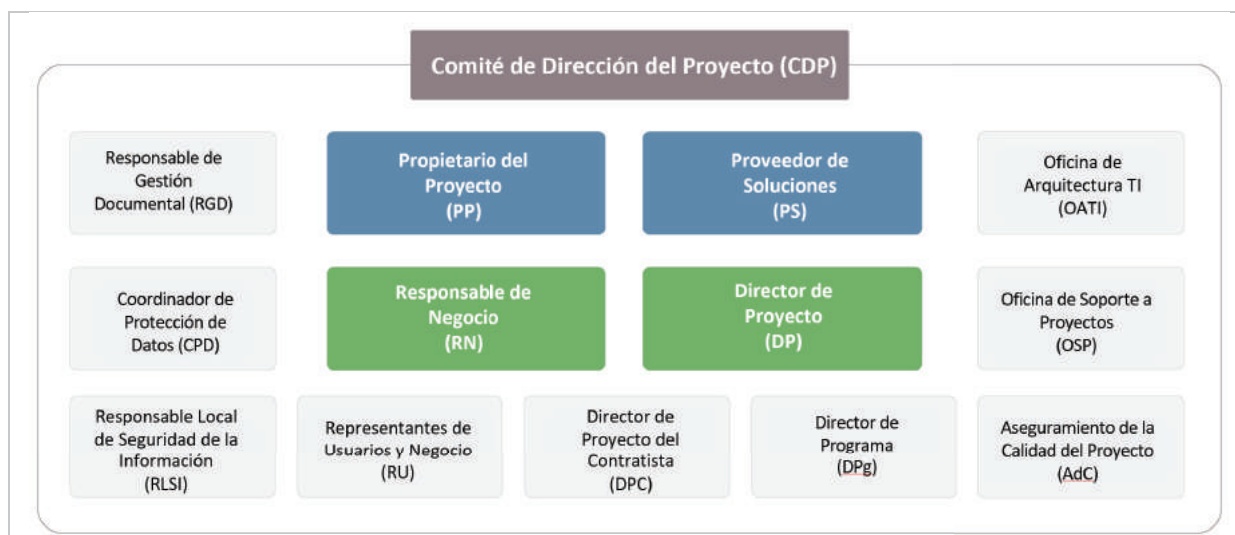 Comité de Dirección del Proyecto (CDP)
Responsable de
Gestión
Documental (RGD)
Propietario del
Proyecto
(PP)
Proveedor de
Soluciones
(PS)
Oficina de
Arquitectura TI
(OATI)
Coordinador de
Protección de
Datos (CPD)
Responsable de
Negocio
(RN)
Director de
Proyecto
(DP)
Oficina de Soporte a
Proyectos
(OSP)
Responsable Local
de Seguridad de la
Información
(RLSI)
Representantes de
Usuarios y Negocio
(RU)
Director de
Proyecto del
Contratista
(DPC)
Director de
Programa
(DPg)
Aseguramiento de la
Calidad del Proyecto
(AdC)